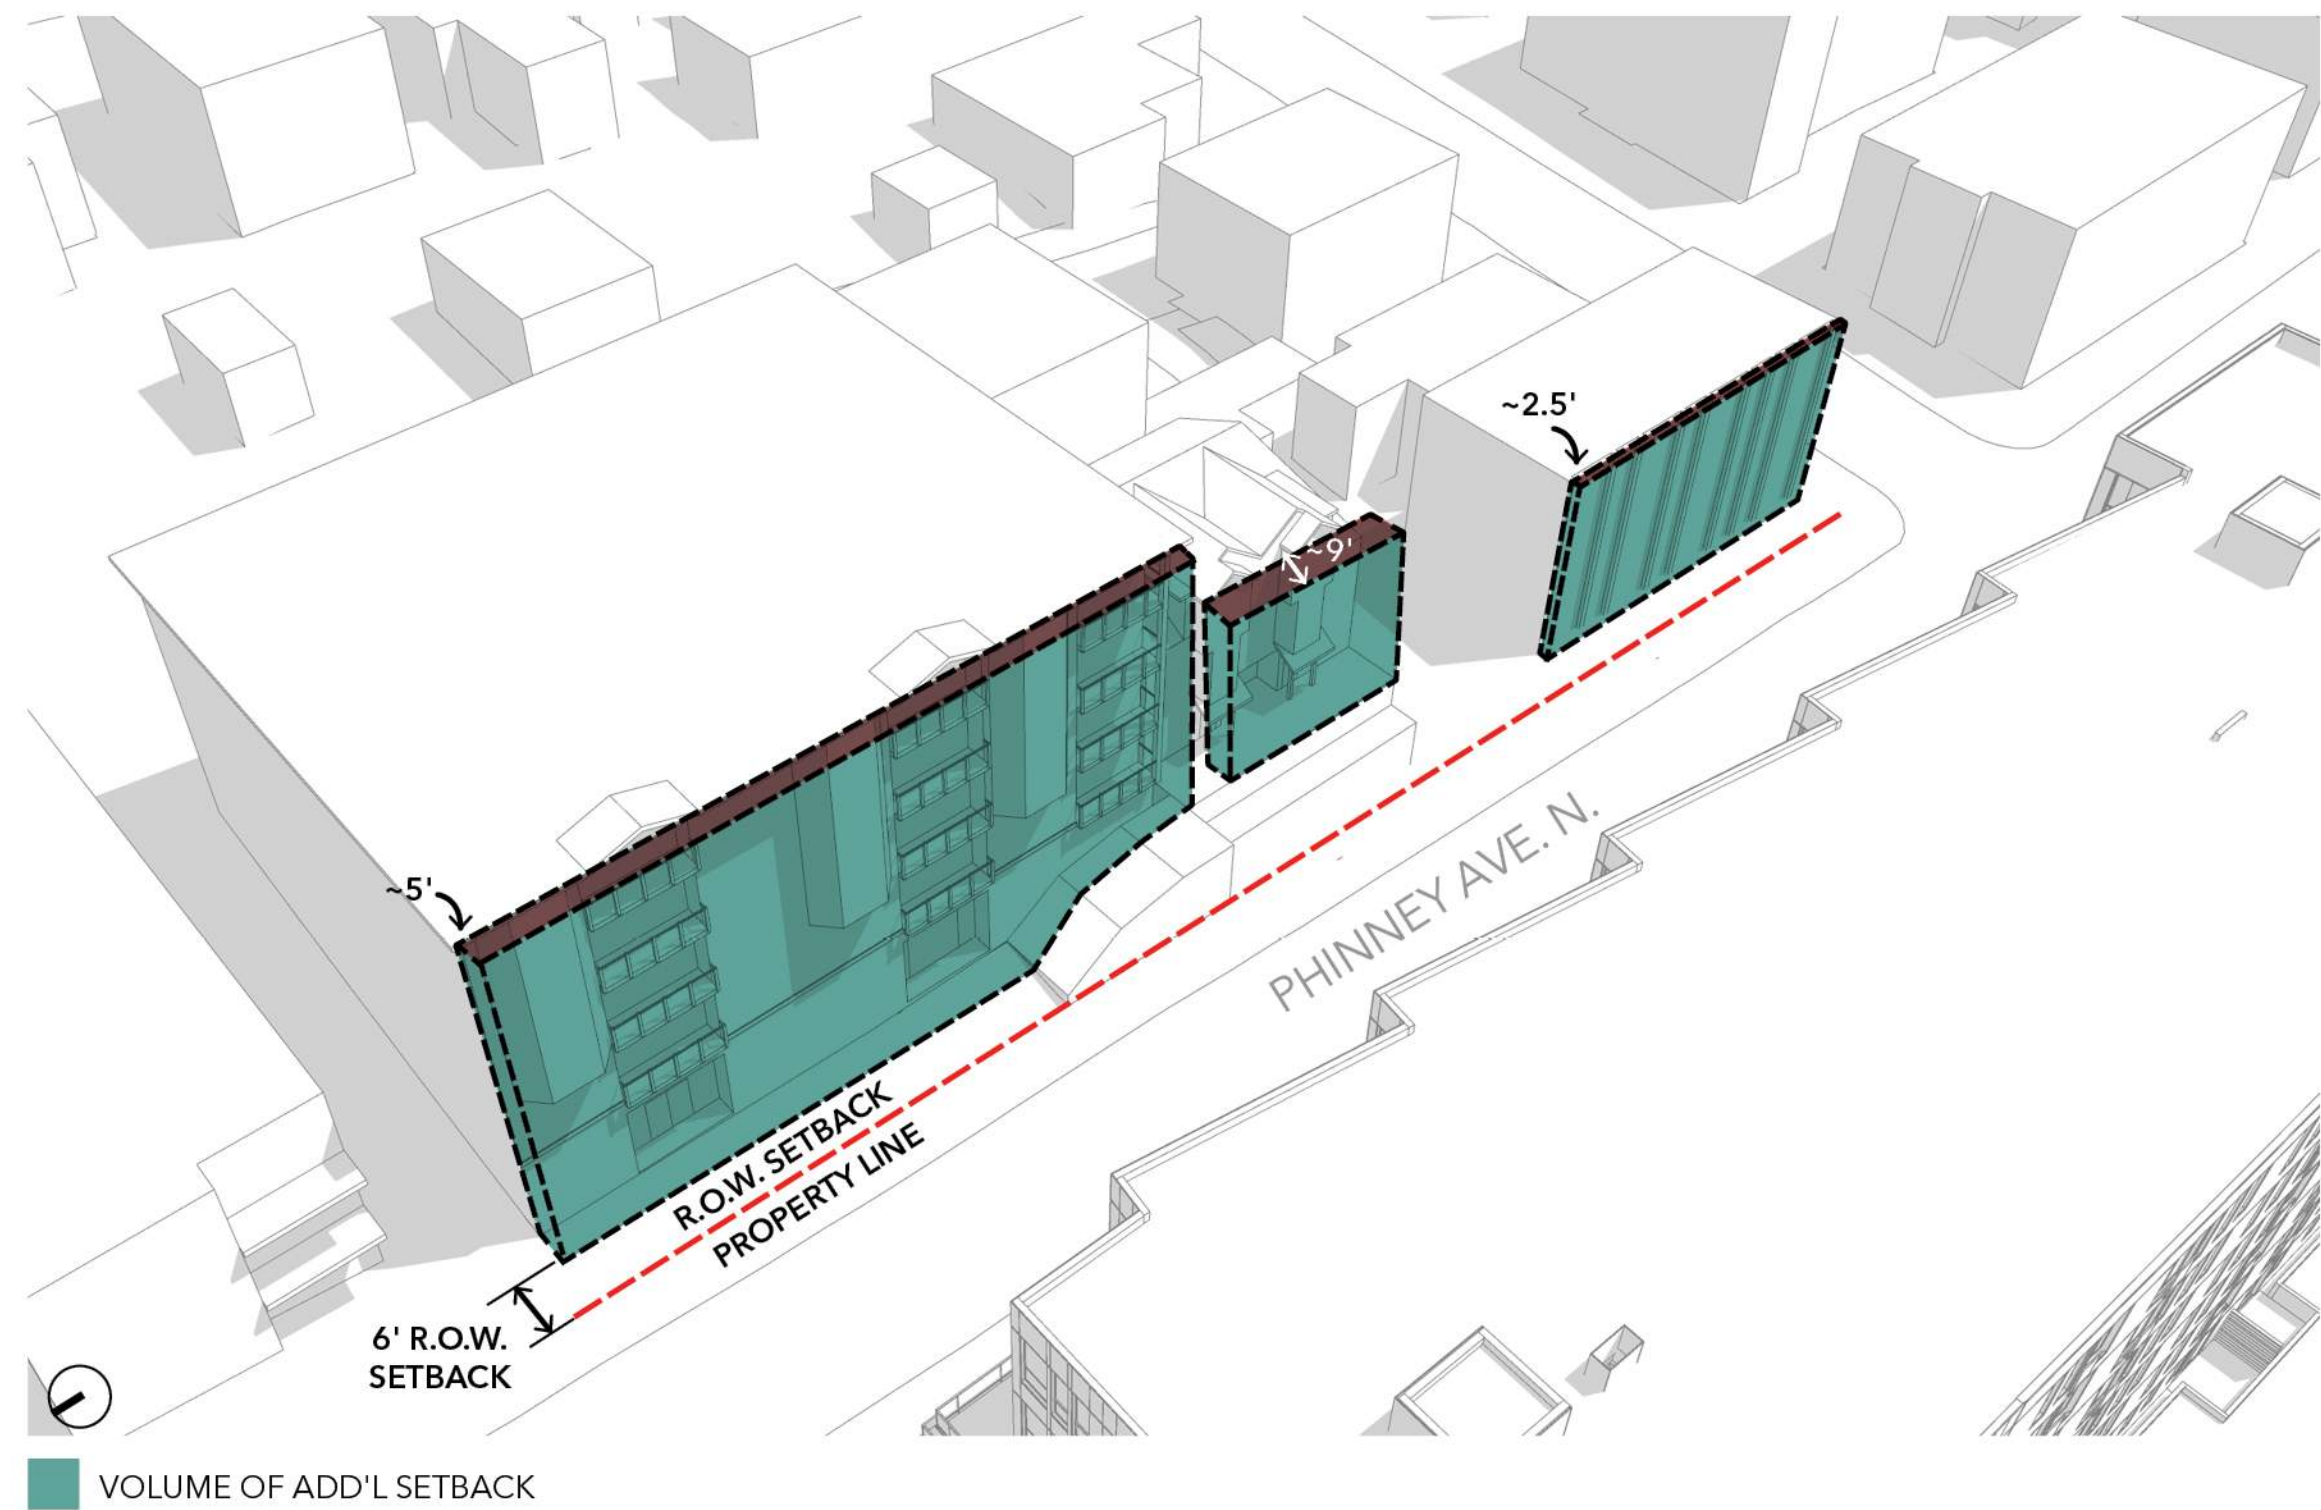 ~2.5'
~9'
~5'
PHINNEY AVE. N.
R.O.W. SETBACK
PROPERTY LINE
6' R.O.W.
SETBACK
VOLUME OF ADD'L SETBACK